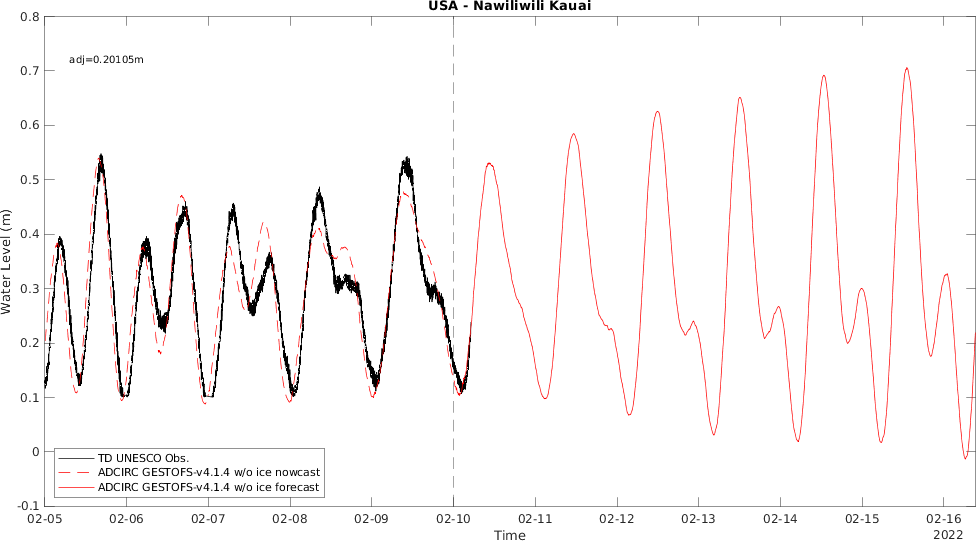 USA - Nawiliwili Kauai
adj=0.20105m
Water Level (m)
0.8
0.7
0.6
0.5
0.4
0.3
0.2
0.1
0
-0.1
TD UNESCO Obs.
ADCIRC GESTOFS-v4.1.4 w/o ice nowcast
ADCIRC GESTOFS-v4.1.4 w/o ice forecast
02-05 02-06 02-07 02-08 02-09 02-10 02-11 02-12 02-13 02-14 02-15 02-16
Time
2022